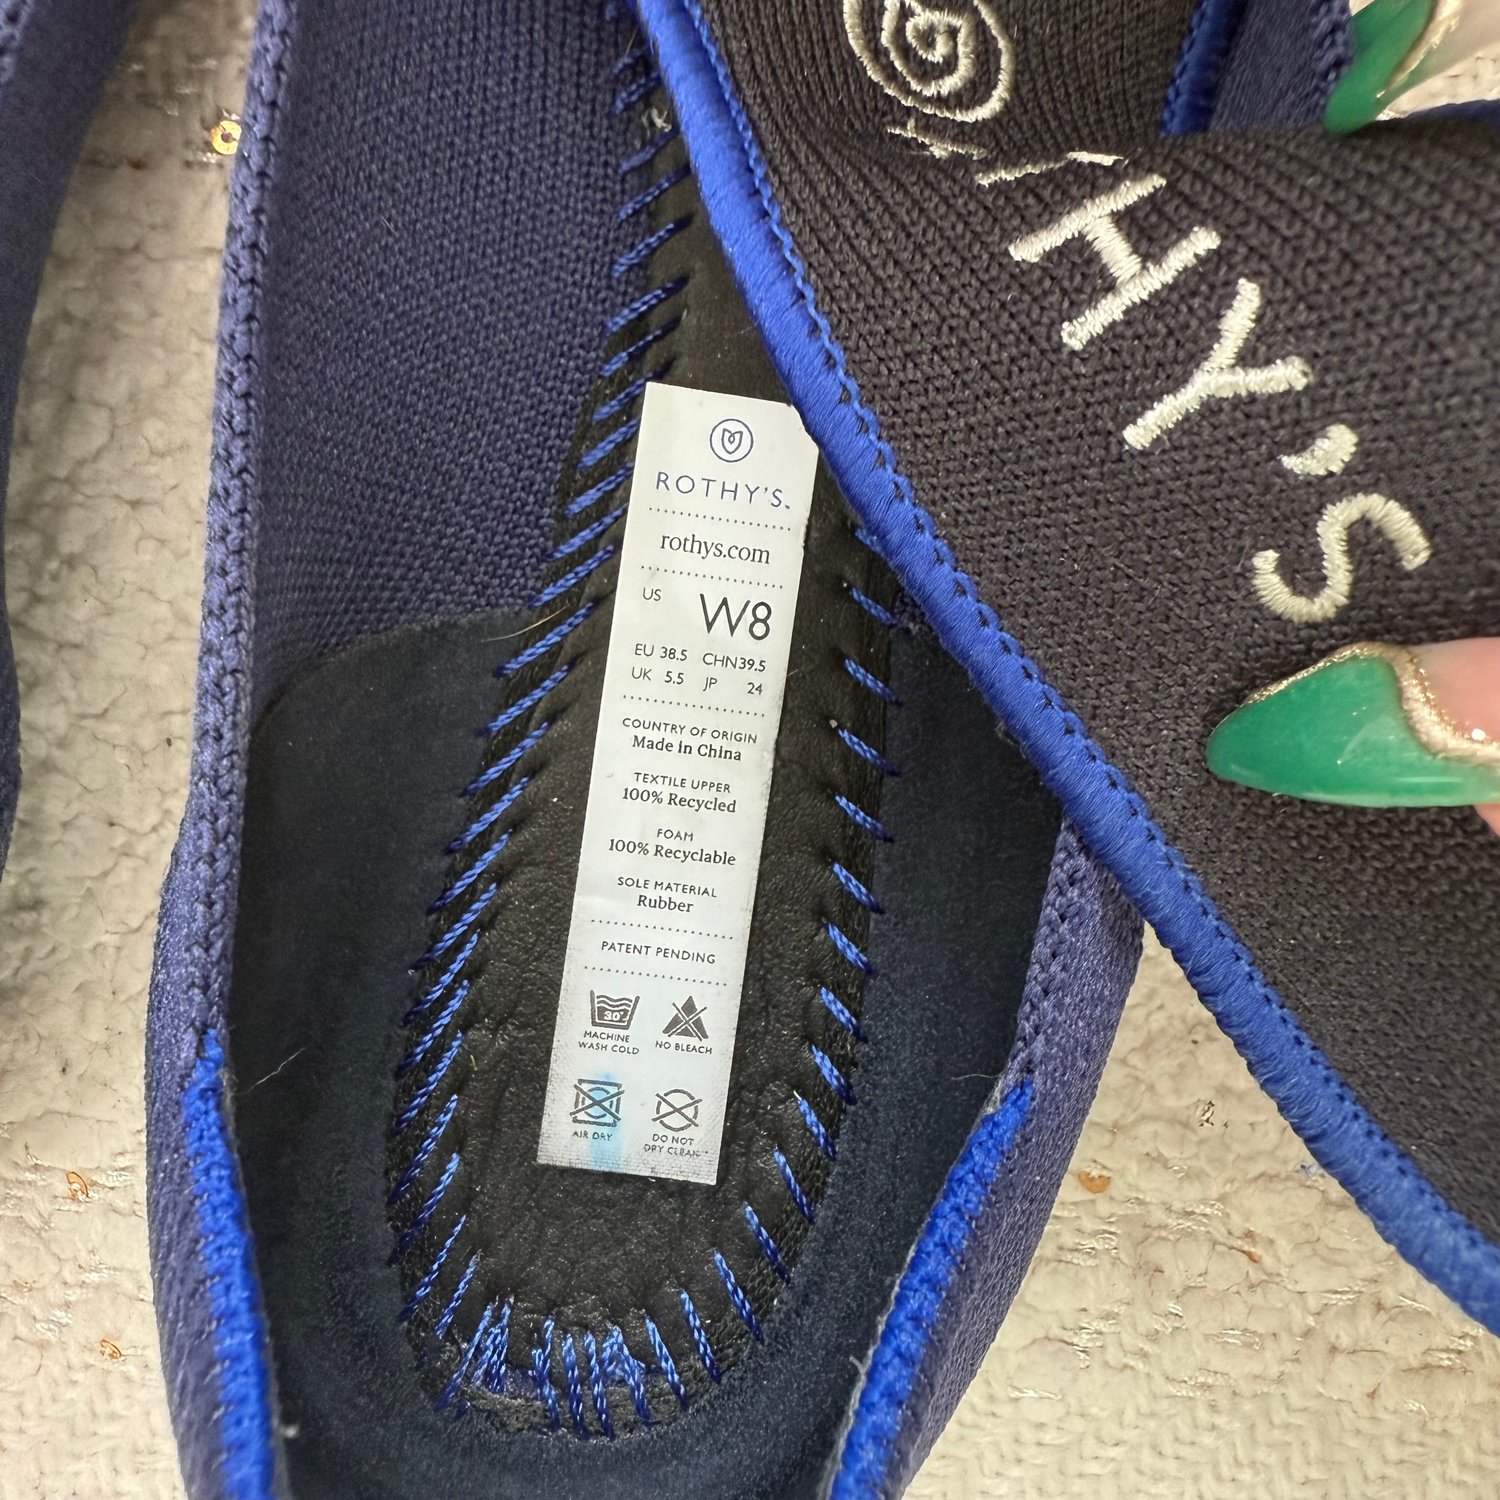 HY'S
ROTHY'S.
rothys.com
US W8
EU 38.5 CHN 39.5
UK 5.5 JP 24
COUNTRY OF ORIGIN
Made in China
TEXTILE UPPER
100% Recycled
FOAM
100% Recyclable
SOLE MATERIAL
Rubber
PATENT PENDING
30°
MACHINE
WASH COLD
NO BLEACH
AIR DRY
DO NOT
DRY CLEAN